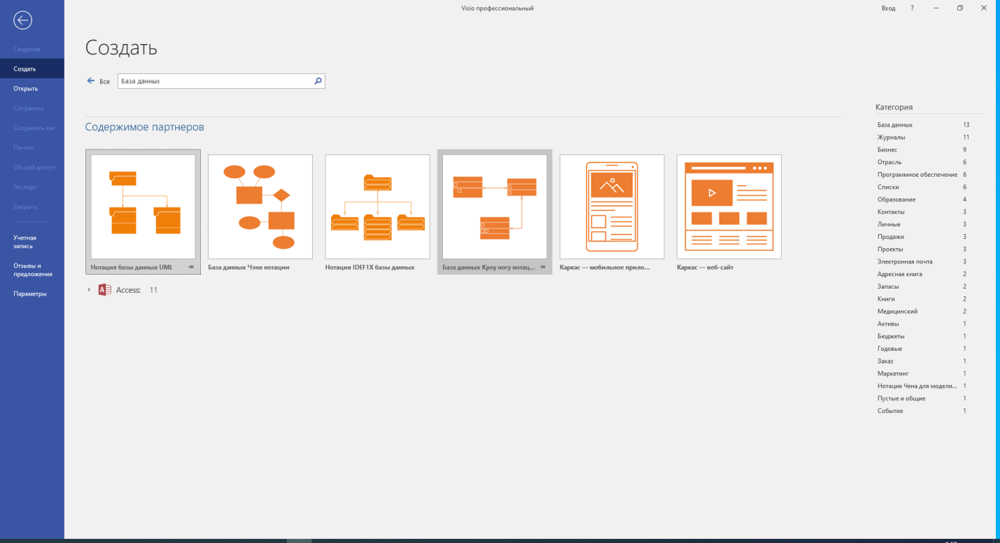 Visio профессиональный
Вход ?
Сведения
Создать
Открыть
Сохранить
Сохранить как
Печать
Общий доступ
Экспорт
Закрыть
Учетная
запись
Отзывы и
предложения
Параметры
Создать
Все
База данных
Содержимое партнеров
Нотация базы данных UML
База данных Чэня нотации
Нотация IDEF1X базы данных
База данных Кроу ногу нотац...
Каркас — мобильное прило...
Каркас — веб-сайт
Access: 11
Категория
База данных 13
Журналы 11
Бизнес 9
Отрасль 6
Программное обеспечение 6
Списки 6
Образование 4
Контакты 3
Личные 3
Продажи 3
Проекты 3
Электронная почта 3
Адресная книга 2
Запасы 2
Книги 2
Медицинский 2
Активы 1
Бюджеты 1
Годовые 1
Заказ 1
Маркетинг 1
Нотация Чена для модели... 1
Пустые и общие 1
Событие 1